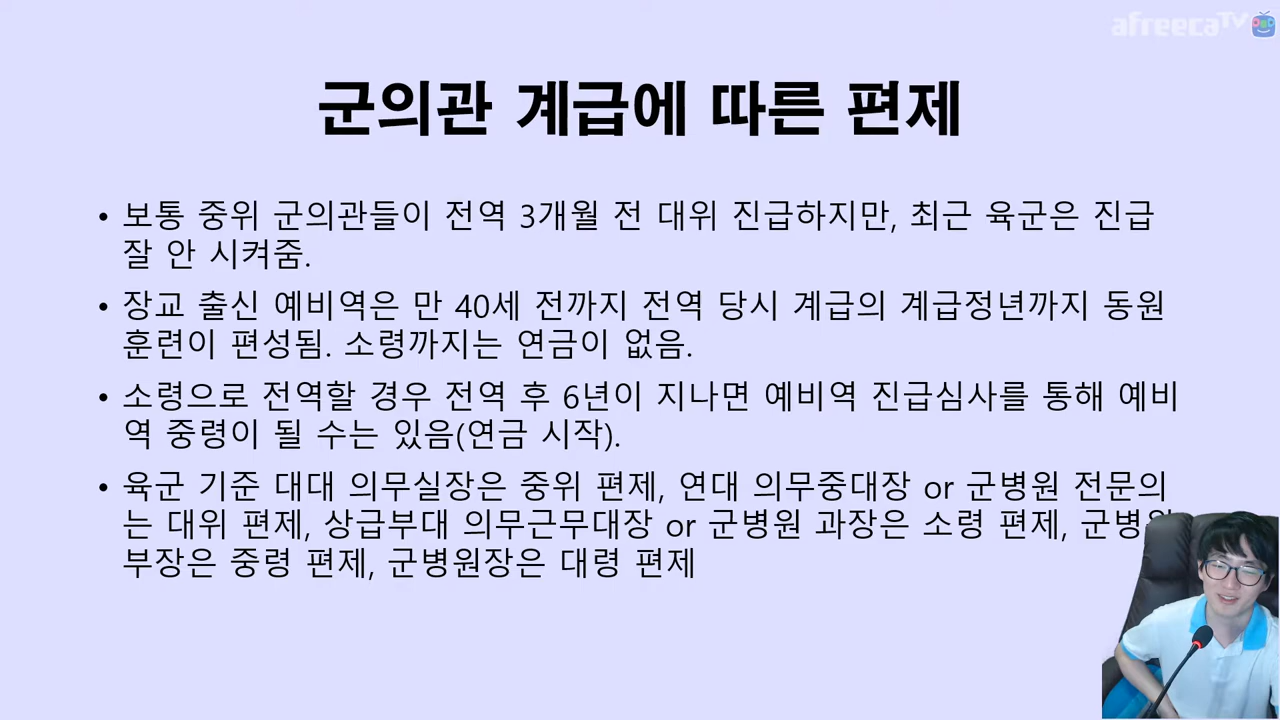 afreecaTV
군의관 계급에 따른 편제
• 보통 중위 군의관들이 전역 3개월 전 대위 진급하지만, 최근 육군은 진급
잘 안 시켜줌.
• 장교 출신 예비역은 만 40세 전까지 전역 당시 계급의 계급정년까지 동원
훈련이 편성됨. 소령까지는 연금이 없음.
• 소령으로 전역할 경우 전역 후 6년이 지나면 예비역 진급심사를 통해 예비
역 중령이 될 수는 있음(연금 시작).
• 육군 기준 대대 의무실장은 중위 편제, 연대 의무중대장 or 군병원 전문의
는 대위 편제, 상급부대 의무근무대장 or 군병원 과장은 소령 편제, 군병원
부장은 중령 편제, 군병원장은 대령 편제